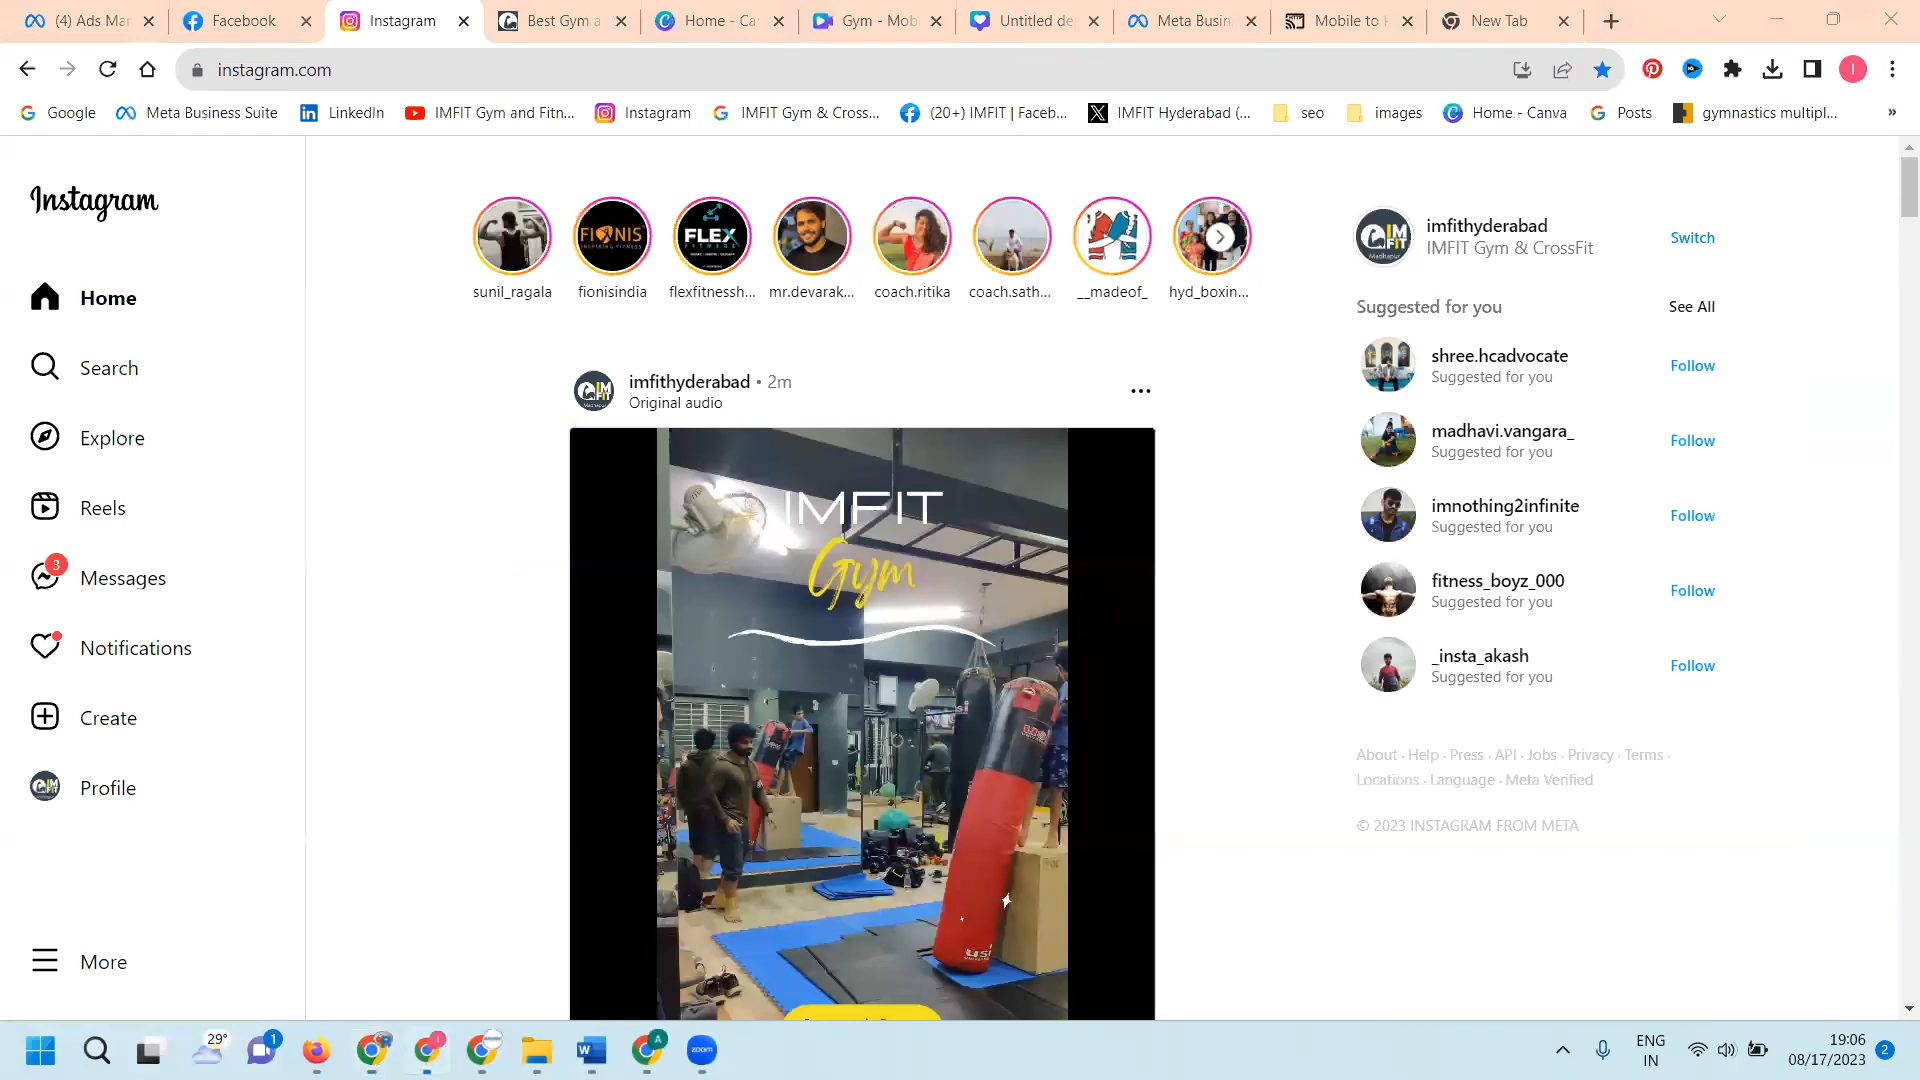 (4) Ads Mar
Facebook
Instagram
Best Gym a
Home - Ca
Gym - Mob
Untitled de
Meta Busin
Mobile to
New Tab
instagram.com
Google
Meta Business Suite
LinkedIn
IMFIT Gym and Fitn...
Instagram
IMFIT Gym & Cross...
(20+) IMFIT | Faceb...
IMFIT Hyderabad (...
seo
images
Home - Canva
Posts
gymnastics multipl...
»
Instagram
Home
Search
Explore
Reels
3
Messages
Notifications
Create
Profile
More
FIONIS
FLEX
sunil_ragala
fionisindia
flexfitnessh...
mr.devarak...
coach.ritika
coach.sath...
__madeof_
hyd_boxin...
imfithyderabad • 2m
Original audio
IMFIT
Gym
usi
imfithyderabad
IMFIT Gym & CrossFit
Switch
Suggested for you
See All
shree.hcadvocate
Suggested for you
Follow
madhavi.vangara_
Suggested for you
Follow
imnothing2infinite
Suggested for you
Follow
fitness_boyz_000
Suggested for you
Follow
_insta_akash
Suggested for you
Follow
About · Help · Press · API · Jobs · Privacy · Terms ·
Locations · Language · Meta Verified
© 2023 INSTAGRAM FROM META
29°
1
zoom
ENG
IN
19:06
08/17/2023
2